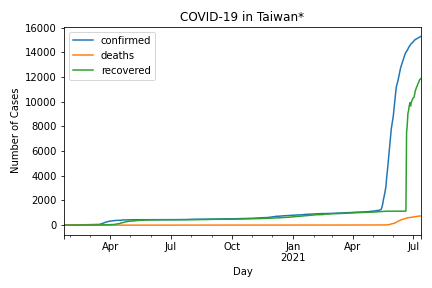 COVID-19 in Taiwan*
16000
14000
12000
10000
8000
6000
4000
2000
0
Number of Cases
confirmed
deaths
recovered
Apr
Jul
Oct
Jan
2021
Apr
Jul
Day